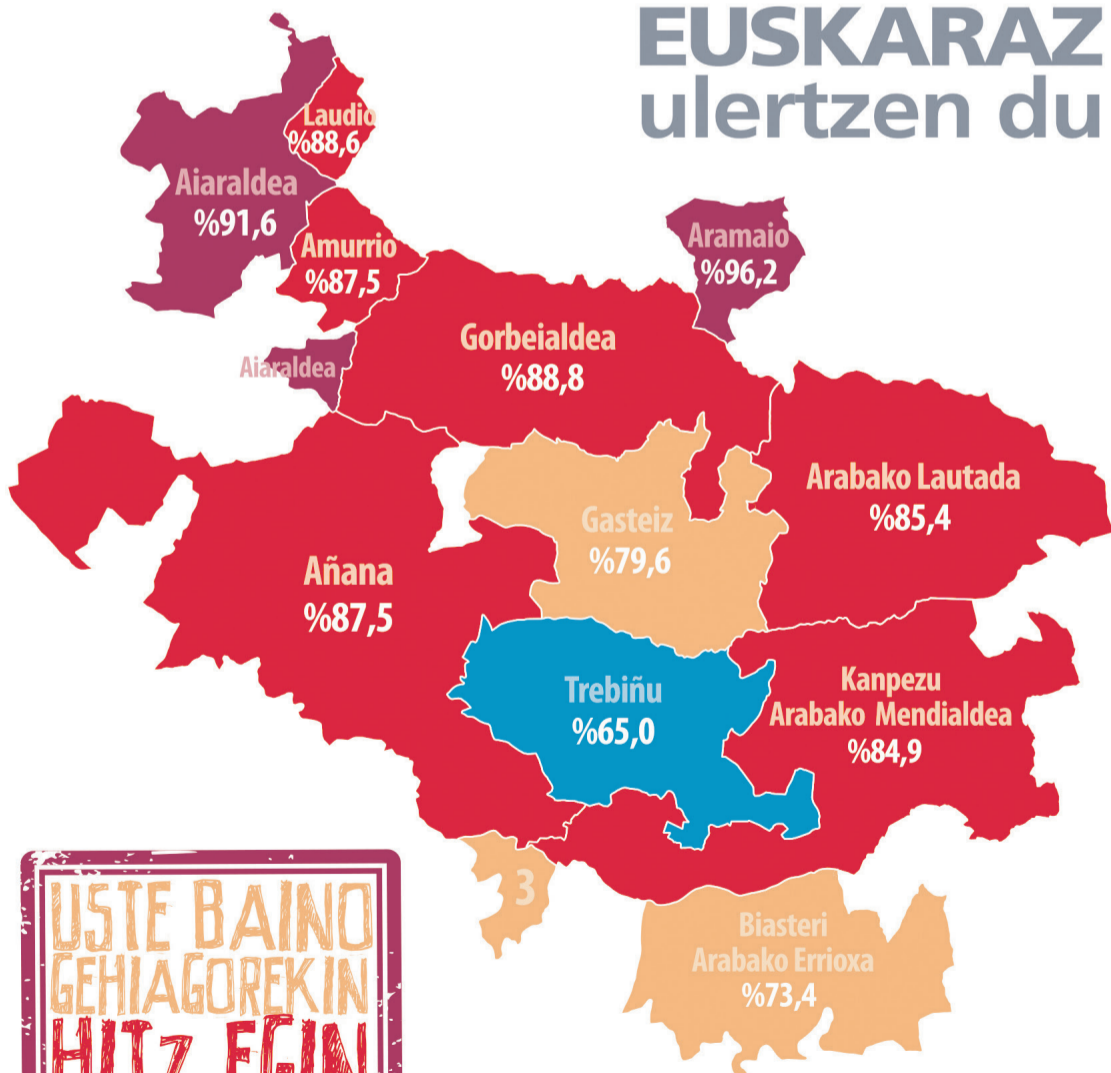 EUSKARAZ
ulertzen du
Laudio
%88,6
Aiaraldea
%91,6
Amurrio
%87,5
Aramaio
%96,2
Gorbeialdea
%88,8
Aiaraldea
Arabako Lautada
%85,4
Gasteiz
%79,6
Añana
%87,5
Trebiñu
%65,0
Kanpezu
Arabako Mendialdea
%84,9
3
Biasteri
Arabako Errioxa
%73,4
USTE BAINO
GEHIAGOREKIN
HITZ EGIN